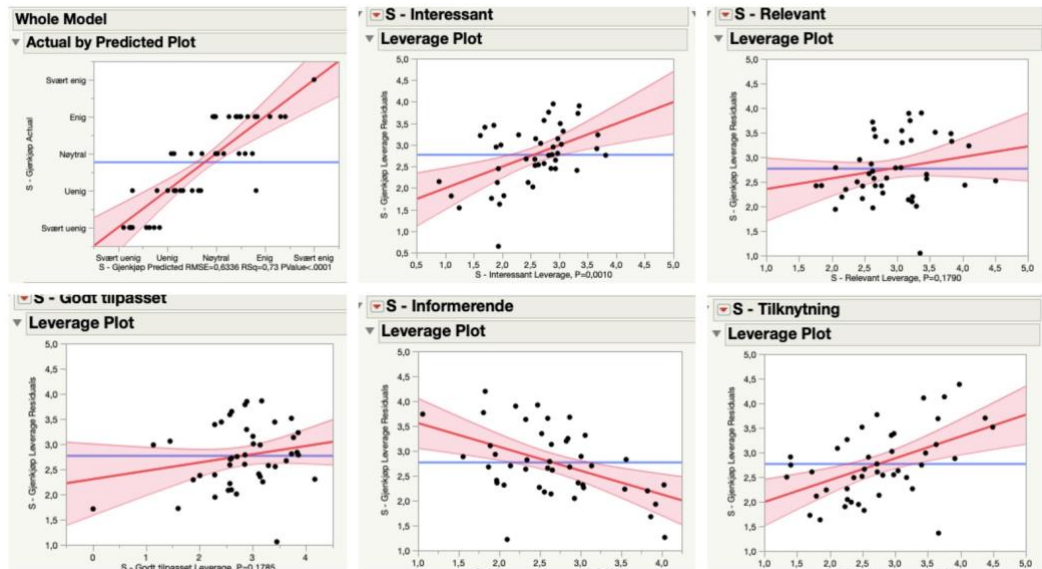 Whole Model
Actual by Predicted Plot
S - Gjenkjøp Actual
Svært enig
Enig
Nøytral
Uenig
Svært uenig
Svært uenig Uenig Nøytral Enig Svært enig
S - Gjenkjøp Predicted RMSE=0,6336 RSq=0,73 PValue<.0001
S - Interessant
Leverage Plot
S - Gjenkjøp Leverage Residuals
5,0
4,5
4,0
3,5
3,0
2,5
2,0
1,5
1,0
0,5
0,5 1,0 1,5 2,0 2,5 3,0 3,5 4,0 5,0
S - Interessant Leverage, P=0,0010
S - Relevant
Leverage Plot
S - Gjenkjøp Leverage Residuals
5,0
4,5
4,0
3,5
3,0
2,5
2,0
1,5
1,0
1,0 1,5 2,0 2,5 3,0 3,5 4,0 5,0
S - Relevant Leverage, P=0,1790
S - Godt tilpasset
Leverage Plot
S - Gjenkjøp Leverage Residuals
5,0
4,5
4,0
3,5
3,0
2,5
2,0
1,5
1,0
0 1 2 3 4
S - Godt tilpasset Leverage, P=0,1785
S - Informerende
Leverage Plot
S - Gjenkjøp Leverage Residuals
5,0
4,5
4,0
3,5
3,0
2,5
2,0
1,5
1,0
1,0 1,5 2,0 2,5 3,0 3,5 4,0
S - Tilknytning
Leverage Plot
S - Gjenkjøp Leverage Residuals
5,0
4,5
4,0
3,5
3,0
2,5
2,0
1,5
1,0
1,0 1,5 2,0 2,5 3,0 3,5 4,0 5,0